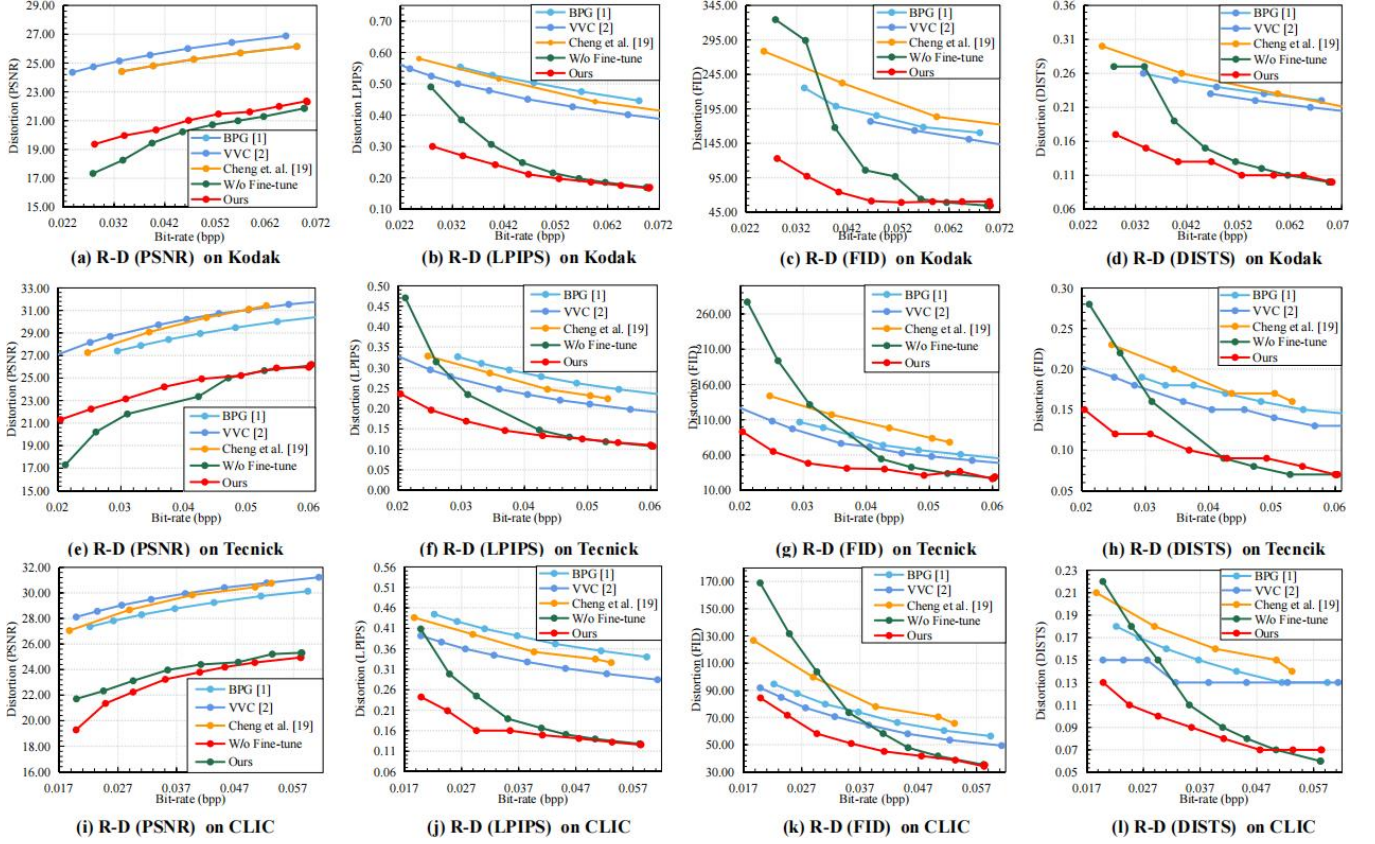 29.00
27.00
25.00
23.00
21.00
19.00
17.00
15.00
Distortion (PSNR)
BPG [1]
VVC [2]
Cheng et. al. [19]
W/o Fine-tune
Ours
0.022 0.032 0.042 0.052 0.062 0.072
Bit-rate (bpp)
(a) R-D (PSNR) on Kodak
0.70
0.60
0.50
0.40
0.30
0.20
0.10
Distortion LPIPS)
BPG [1]
VVC [2]
Cheng et al. [19]
W/o Fine-tune
Ours
0.022 0.032 0.042 0.052 0.062 0.072
Bit-rate (bpp)
(b) R-D (LPIPS) on Kodak
345.00
295.00
245.00
195.00
145.00
95.00
45.00
Distortion (FID)
BPG [1]
VVC [2]
Cheng et al. [19]
W/o Fine-tune
Ours
0.022 0.032 0.042 0.052 0.062 0.072
Bit-rate (bpp)
(c) R-D (FID) on Kodak
0.36
0.31
0.26
0.21
0.16
0.11
0.06
Distortion (DISTS)
BPG [1]
VVC [2]
Cheng et al. [19]
W/o Fine-tune
Ours
0.022 0.032 0.042 0.052 0.062 0.07
Bit-rate (bpp)
(d) R-D (DISTS) on Kodak
33.00
31.00
29.00
27.00
25.00
23.00
21.00
19.00
17.00
15.00
Distortion (PSNR)
BPG [1]
VVC [2]
Cheng et al. [19]
W/o Fine-tune
Ours
0.02 0.03 0.04 0.05 0.06
Bit-rate (bpp)
(e) R-D (PSNR) on Tecnick
0.50
0.45
0.40
0.35
0.30
0.25
0.20
0.15
0.10
0.05
0.00
Distortion (LPIPS)
BPG [1]
VVC [2]
Cheng et al. [19]
W/o Fine-tune
Ours
0.02 0.03 0.04 0.05 0.06
Bit-rate (bpp)
(f) R-D (LPIPS) on Tecnick
260.00
210.00
160.00
110.00
60.00
10.00
Distortion (FID)
BPG [1]
VVC [2]
Cheng et al. [19]
W/o Fine-tune
Ours
0.02 0.03 0.04 0.05 0.06
Bit-rate (bpp)
(g) R-D (FID) on Tecnick
0.30
0.25
0.20
0.15
0.10
0.05
Distortion (FID)
BPG [1]
VVC [2]
Cheng et al. [19]
W/o Fine-tune
Ours
0.02 0.03 0.04 0.05 0.06
Bit-rate (bpp)
(h) R-D (DISTS) on Tecncik
32.00
30.00
28.00
26.00
24.00
22.00
20.00
18.00
16.00
Distortion (PSNR)
BPG [1]
VVC [2]
Cheng et al. [19]
W/o Fine-tune
Ours
0.017 0.027 0.037 0.047 0.057
Bit-rate (bpp)
(i) R-D (PSNR) on CLIC
0.56
0.51
0.46
0.41
0.36
0.31
0.26
0.21
0.16
0.11
0.06
Distortion (LPIPS)
BPG [1]
VVC [2]
Cheng et al. [19]
W/o Fine-tune
Ours
0.017 0.027 0.037 0.047 0.057
Bit-rate (bpp)
(j) R-D (LPIPS) on CLIC
170.00
150.00
130.00
110.00
90.00
70.00
50.00
30.00
Distortion (FID)
BPG [1]
VVC [2]
Cheng et al. [19]
W/o Fine-tune
Ours
0.017 0.027 0.037 0.047 0.057
Bit-rate (bpp)
(k) R-D (FID) on CLIC
0.23
0.21
0.19
0.17
0.15
0.13
0.11
0.09
0.07
0.05
Distortion (DISTS)
BPG [1]
VVC [2]
Cheng et al. [19]
W/o Fine-tune
Ours
0.017 0.027 0.037 0.047 0.057
Bit-rate (bpp)
(l) R-D (DISTS) on CLIC